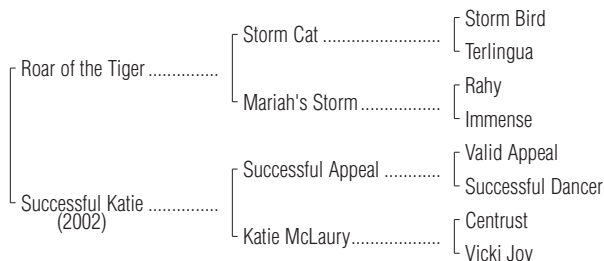 Storm Bird
Storm Cat ........................
Terlingua
Roar of the Tiger ...............
Rahy
Mariah's Storm .................
Immense
Valid Appeal
Successful Appeal ............
Successful Dancer
Successful Katie ...............
(2002)
Centrust
Katie McLaury...................
Vicki Joy